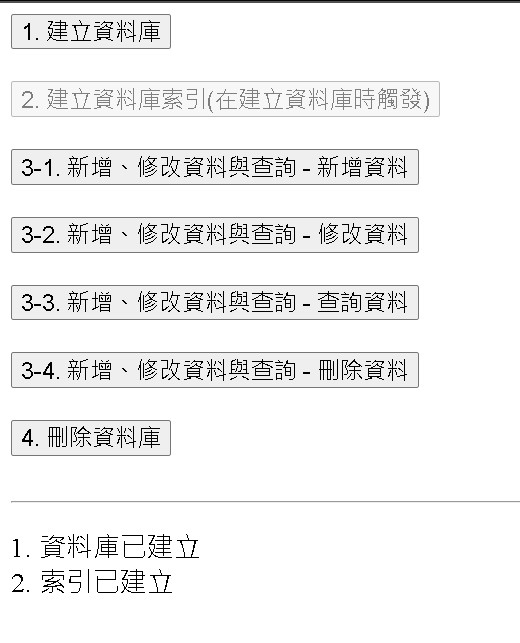 1. 建立資料庫
2. 建立資料庫索引(在建立資料庫時觸發)
3-1. 新增、修改資料與查詢 - 新增資料
3-2. 新增、修改資料與查詢 - 修改資料
3-3. 新增、修改資料與查詢 - 查詢資料
3-4. 新增、修改資料與查詢 - 刪除資料
4. 刪除資料庫
1. 資料庫已建立
2. 索引已建立